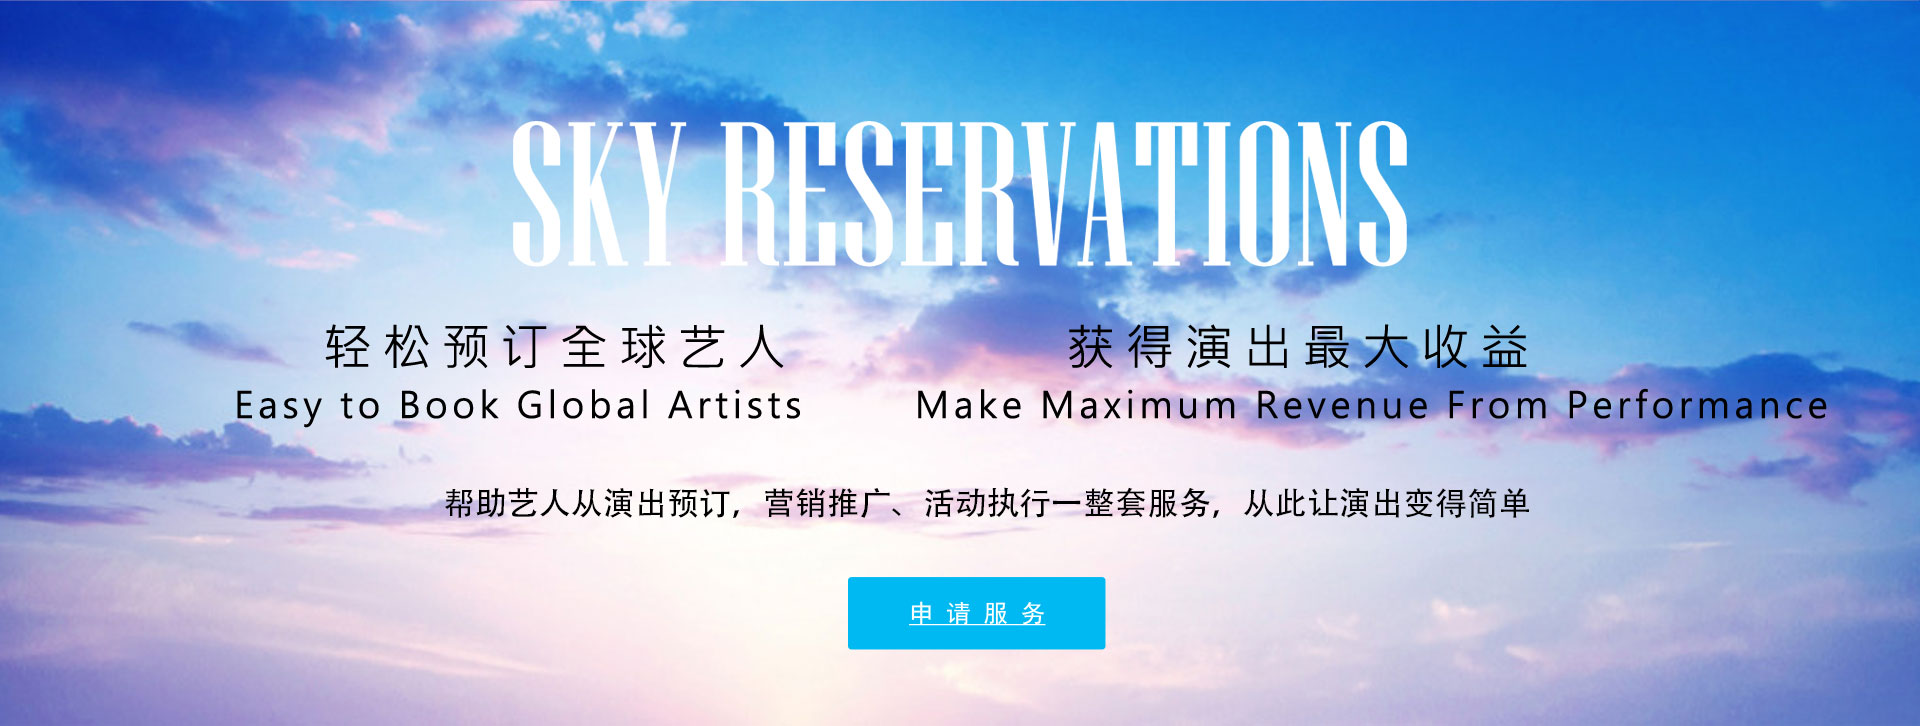 SKY RESERVATIONS
轻松预订全球艺人 获得演出最大收益
Easy to Book Global Artists Make Maximum Revenue From Performance
帮助艺人从演出预订，营销推广、活动执行一整套服务，从此让演出变得简单
申请服务